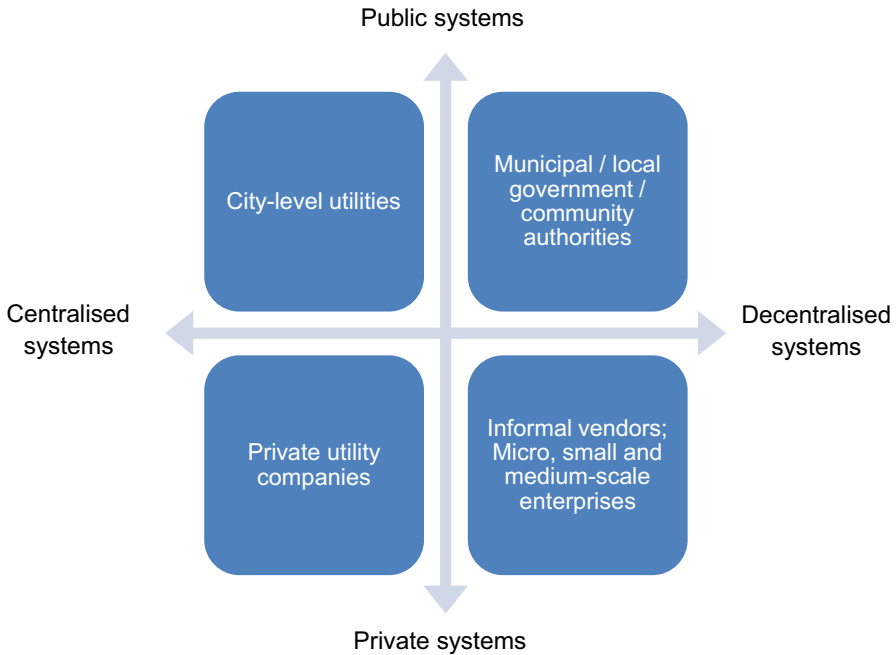 Public systems
City-level utilities
Municipal / local
government /
community
authorities
Centralised
systems
Decentralised
systems
Private utility
companies
Informal vendors;
Micro, small and
medium-scale
enterprises
Private systems